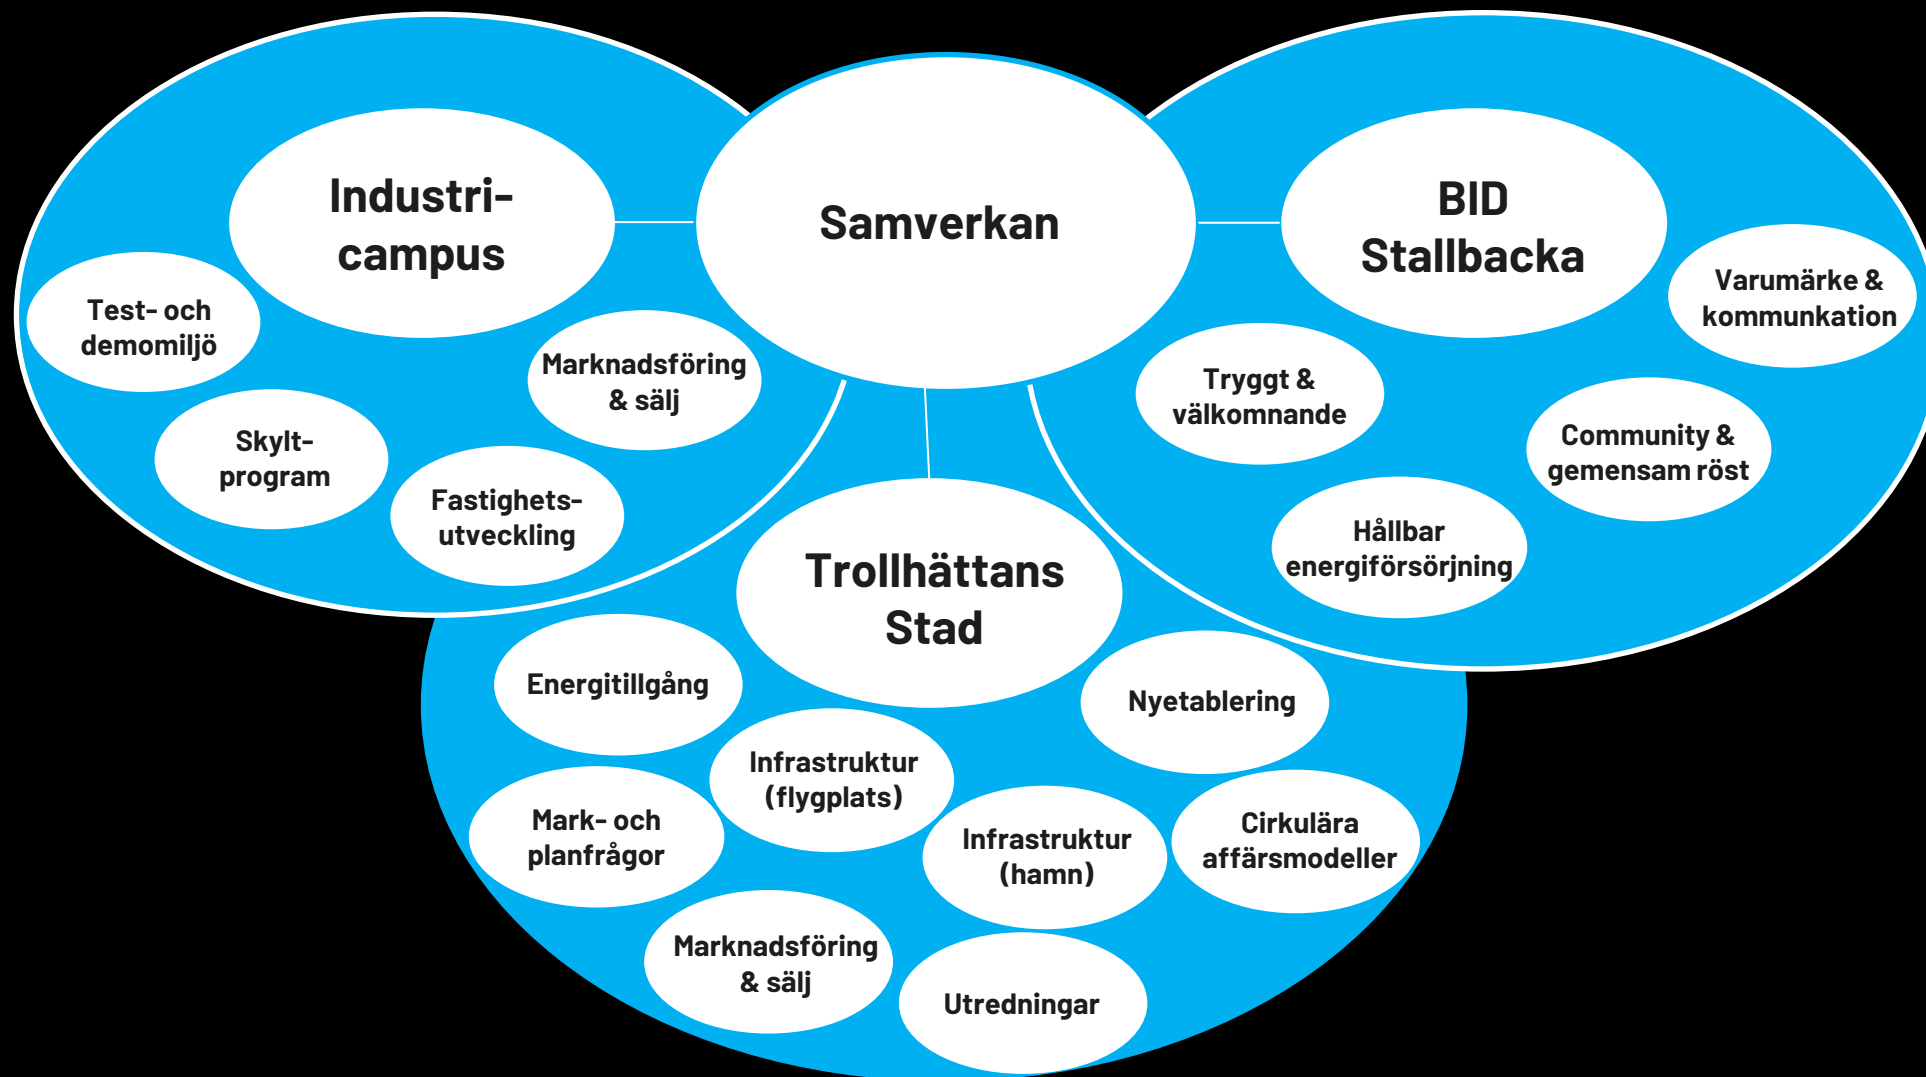 Industri-
campus
Test- och
demomiljö
Skylt-
program
Fastighets-
utveckling
Marknadsföring
& sälj
Samverkan
BID
Stallbacka
Varumärke &
kommunkation
Tryggt &
välkomnande
Community &
gemensam röst
Hållbar
energiförsörjning
Trollhättans
Stad
Energitillgång
Nyetablering
Infrastruktur
(flygplats)
Mark- och
planfrågor
Infrastruktur
(hamn)
Cirkulära
affärsmodeller
Marknadsföring
& sälj
Utredningar